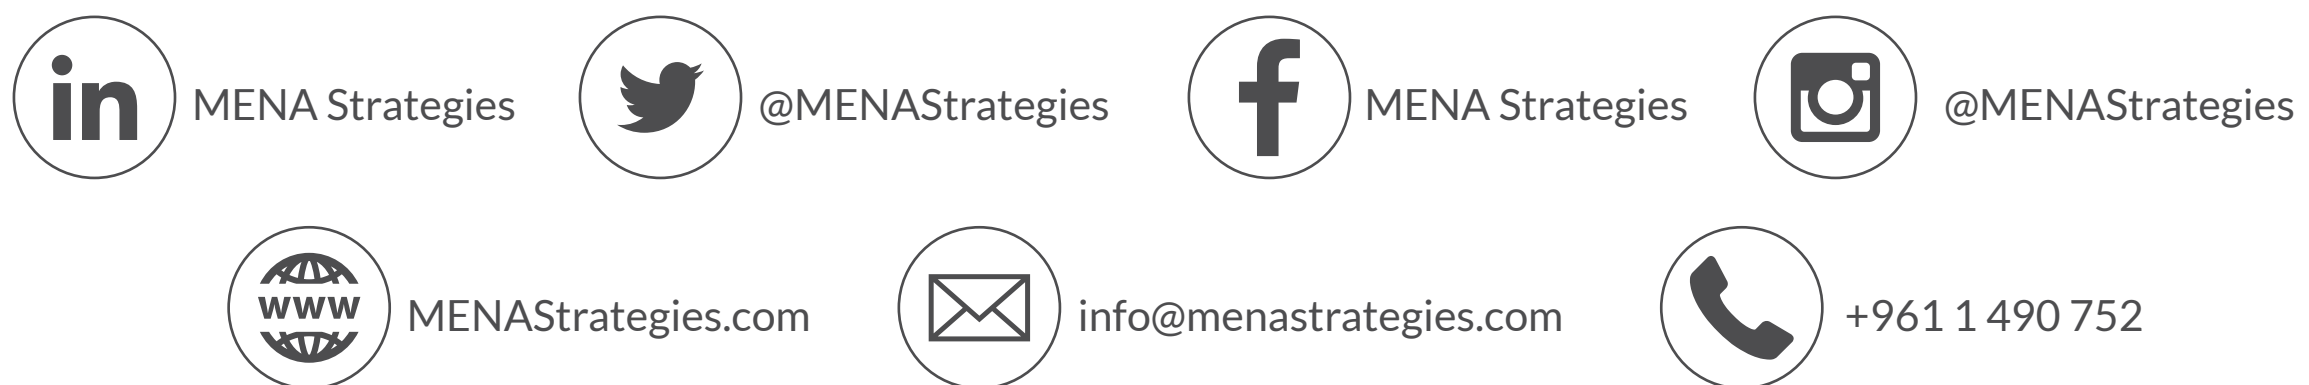 in MENA Strategies @MENAStrategies f MENA Strategies @MENAStrategies
www MENAStrategies.com info@menastrategies.com +961 1 490 752